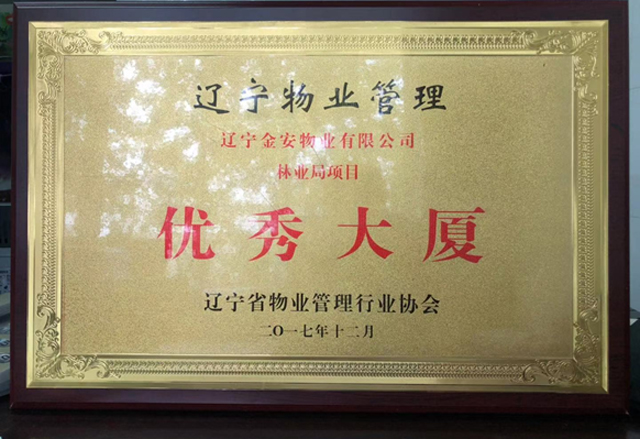 辽宁物业管理
辽宁金安物业有限公司
林业局项目
优秀大厦
辽宁省物业管理行业协会
二O一七年十二月